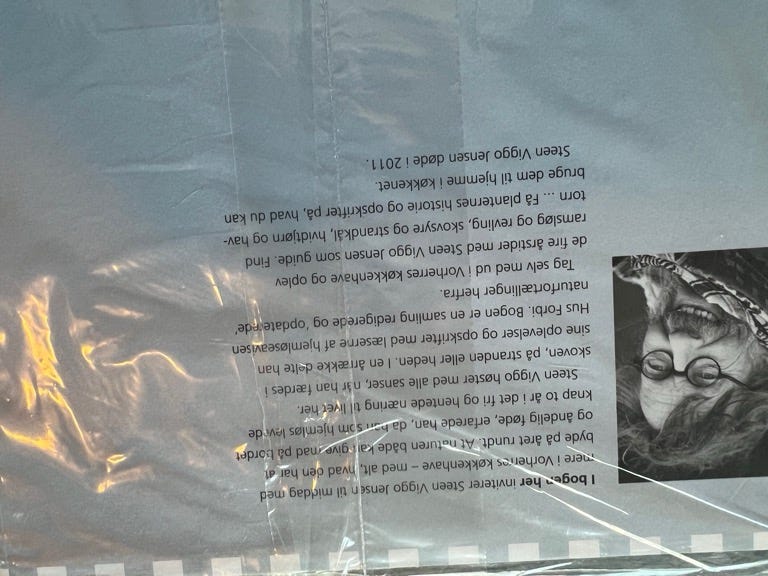 I bogen her inviterer Steen Viggo Jensen til middag med
mere i Vorherres køkkenhave – med alt, hvad den har at
byde på året rundt. At naturen både kan give mad på bordet
og åndelig føde, erfarede han, da han som hjemløs levede
knap to år i det fri og hentede næring til livet her.
Steen Viggo høster med alle sanser, når han færdes i
skoven, på stranden eller heden. I en årrække delte han
sine oplevelser og opskrifter med læserne af hjemløseavisen
Hus Forbi. Bogen er en samling redigerede og ‚opdaterede‘
naturfortællinger herfra.
Tag selv med ud i Vorherres køkkenhave og oplev
de fire årstider med Steen Viggo Jensen som guide. Find
ramsløg og revling, skovsyre og strandkål, hvidtjørn og hav-
torn ... Få planternes historie og opskrifter på, hvad du kan
bruge dem til hjemme i køkkenet.
Steen Viggo Jensen døde i 2011.